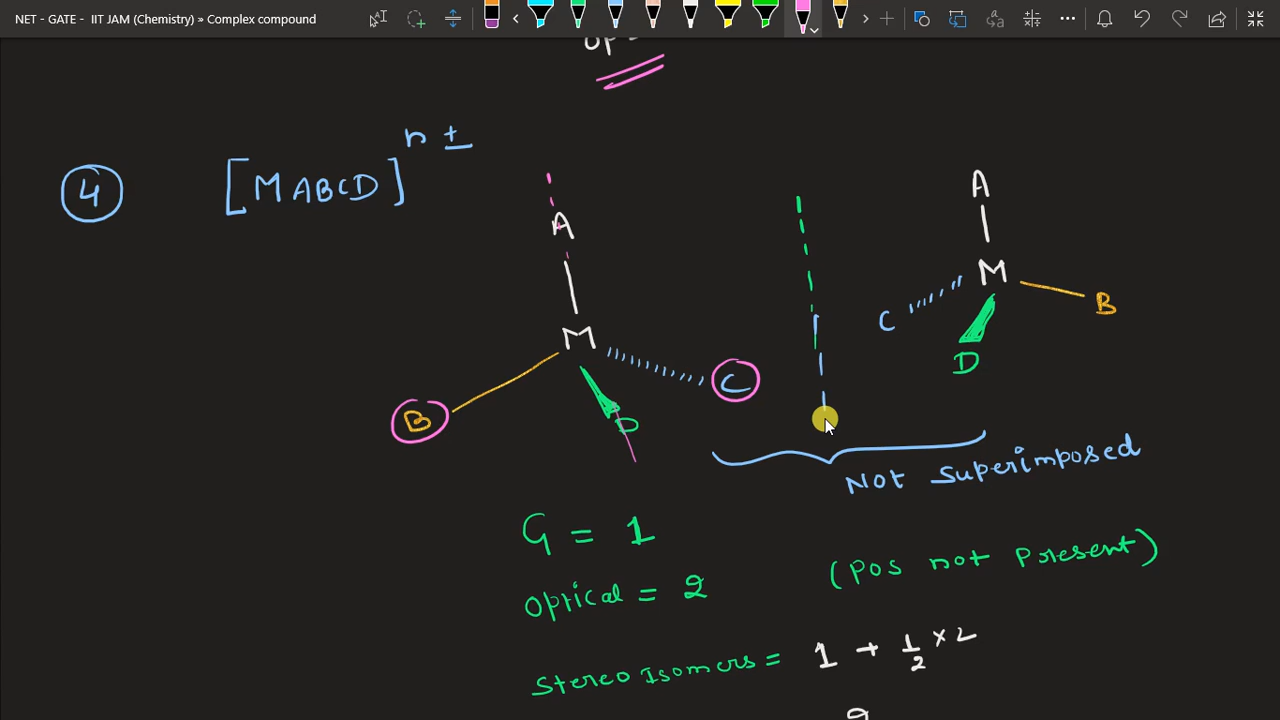 NET - GATE - IIT JAM (Chemistry) » Complex compound
4 [MABCD]ⁿ±
A
M
B
C
D
A
M
C
B
D
Not Superimposed
G = 1
Optical = 2 (POS not Present)
Stereo Isomers = 1 + 1/2 × 2